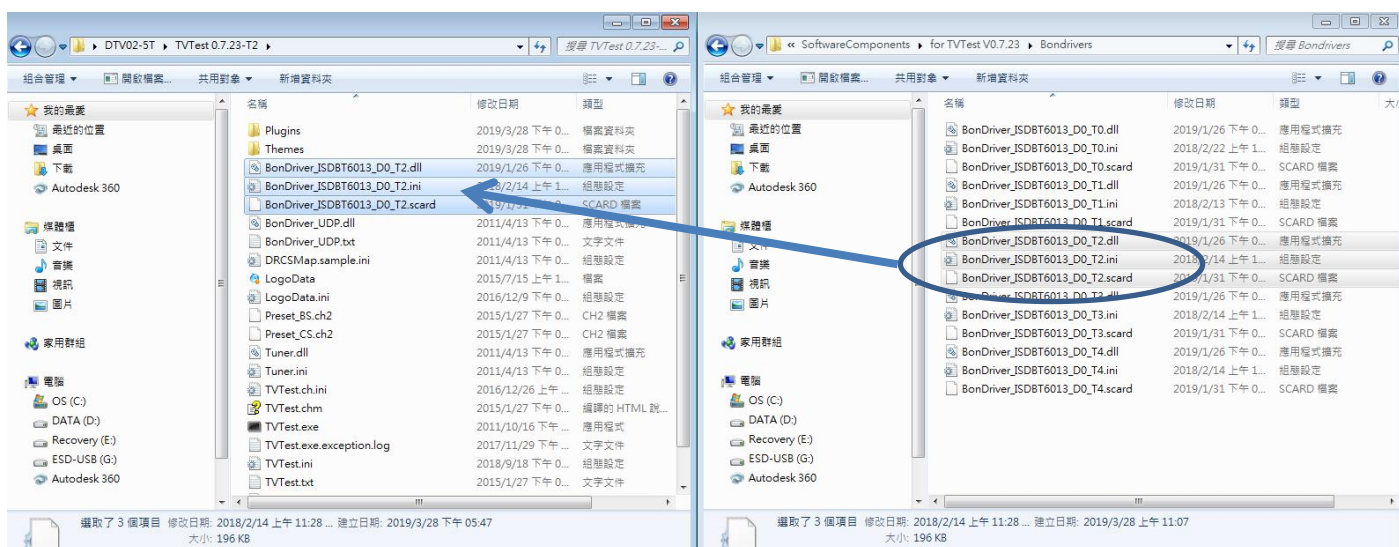 DTV02-5T ▸ TVTest 0.7.23-T2 ▸
搜尋 TVTest 0.7.23-...
組合管理 開啟檔案... 共用對象 新增資料夾
名稱 修改日期 類型
我的最愛
最近的位置
桌面
下載
Autodesk 360
媒體櫃
文件
音樂
視訊
圖片
家用群組
電腦
OS (C:)
DATA (D:)
Recovery (E:)
ESD-USB (G:)
Autodesk 360
Plugins 2019/3/28 下午 0... 檔案資料夾
Themes 2019/3/28 下午 0... 檔案資料夾
BonDriver_ISDBT6013_D0_T2.dll 2019/1/26 下午 0... 應用程式擴充
BonDriver_ISDBT6013_D0_T2.ini 2018/2/14 上午 1... 組態設定
BonDriver_ISDBT6013_D0_T2.scard SCARD 檔案
BonDriver_UDP.dll 2011/4/13 下午 0... 應用程式擴充
BonDriver_UDP.txt 2011/4/13 下午 0... 文字文件
DRCSMap.sample.ini 2011/4/13 下午 0... 組態設定
LogoData 2015/7/15 上午 1... 檔案
LogoData.ini 2016/12/9 下午 0... 組態設定
Preset_BS.ch2 2015/1/27 下午 0... CH2 檔案
Preset_CS.ch2 2015/1/27 下午 0... CH2 檔案
Tuner.dll 2011/4/13 下午 0... 應用程式擴充
Tuner.ini 2011/4/13 下午 0... 組態設定
TVTest.ch.ini 2016/12/26 上午 ... 組態設定
TVTest.chm 2015/1/27 下午 0... 編譯的 HTML 說...
TVTest.exe 2011/10/16 下午 ... 應用程式
TVTest.exe.exception.log 2017/11/29 下午 ... 文字文件
TVTest.ini 2018/9/18 下午 0... 組態設定
TVTest.txt 2015/1/27 下午 0... 文字文件
選取了 3 個項目 修改日期: 2018/2/14 上午 11:28 ... 建立日期: 2019/3/28 下午 05:47
大小: 196 KB
« SoftwareComponents ▸ for TVTest V0.7.23 ▸ Bondrivers
搜尋 Bondrivers
組合管理 開啟檔案... 共用對象 新增資料夾
名稱 修改日期 類型 大
我的最愛
最近的位置
桌面
下載
Autodesk 360
媒體櫃
文件
音樂
視訊
圖片
家用群組
電腦
OS (C:)
DATA (D:)
Recovery (E:)
ESD-USB (G:)
Autodesk 360
BonDriver_ISDBT6013_D0_T0.dll 2019/1/26 下午 0... 應用程式擴充
BonDriver_ISDBT6013_D0_T0.ini 2018/2/22 上午 1... 組態設定
BonDriver_ISDBT6013_D0_T0.scard 2019/1/31 下午 0... SCARD 檔案
BonDriver_ISDBT6013_D0_T1.dll 2019/1/26 下午 0... 應用程式擴充
BonDriver_ISDBT6013_D0_T1.ini 2018/2/13 下午 0... 組態設定
BonDriver_ISDBT6013_D0_T1.scard 2019/1/31 下午 0... SCARD 檔案
BonDriver_ISDBT6013_D0_T2.dll 2019/1/26 下午 0... 應用程式擴充
BonDriver_ISDBT6013_D0_T2.ini 2018/2/14 上午 1... 組態設定
BonDriver_ISDBT6013_D0_T2.scard 2019/1/31 下午 0... SCARD 檔案
BonDriver_ISDBT6013_D0_T3.dll 2019/1/26 下午 0... 應用程式擴充
BonDriver_ISDBT6013_D0_T3.ini 2018/2/14 上午 1... 組態設定
BonDriver_ISDBT6013_D0_T3.scard 2019/1/31 下午 0... SCARD 檔案
BonDriver_ISDBT6013_D0_T4.dll 2019/1/26 下午 0... 應用程式擴充
BonDriver_ISDBT6013_D0_T4.ini 2018/2/14 上午 1... 組態設定
BonDriver_ISDBT6013_D0_T4.scard 2019/1/31 下午 0... SCARD 檔案
選取了 3 個項目 修改日期: 2018/2/14 上午 11:28 ... 建立日期: 2019/3/28 上午 11:07
大小: 196 KB